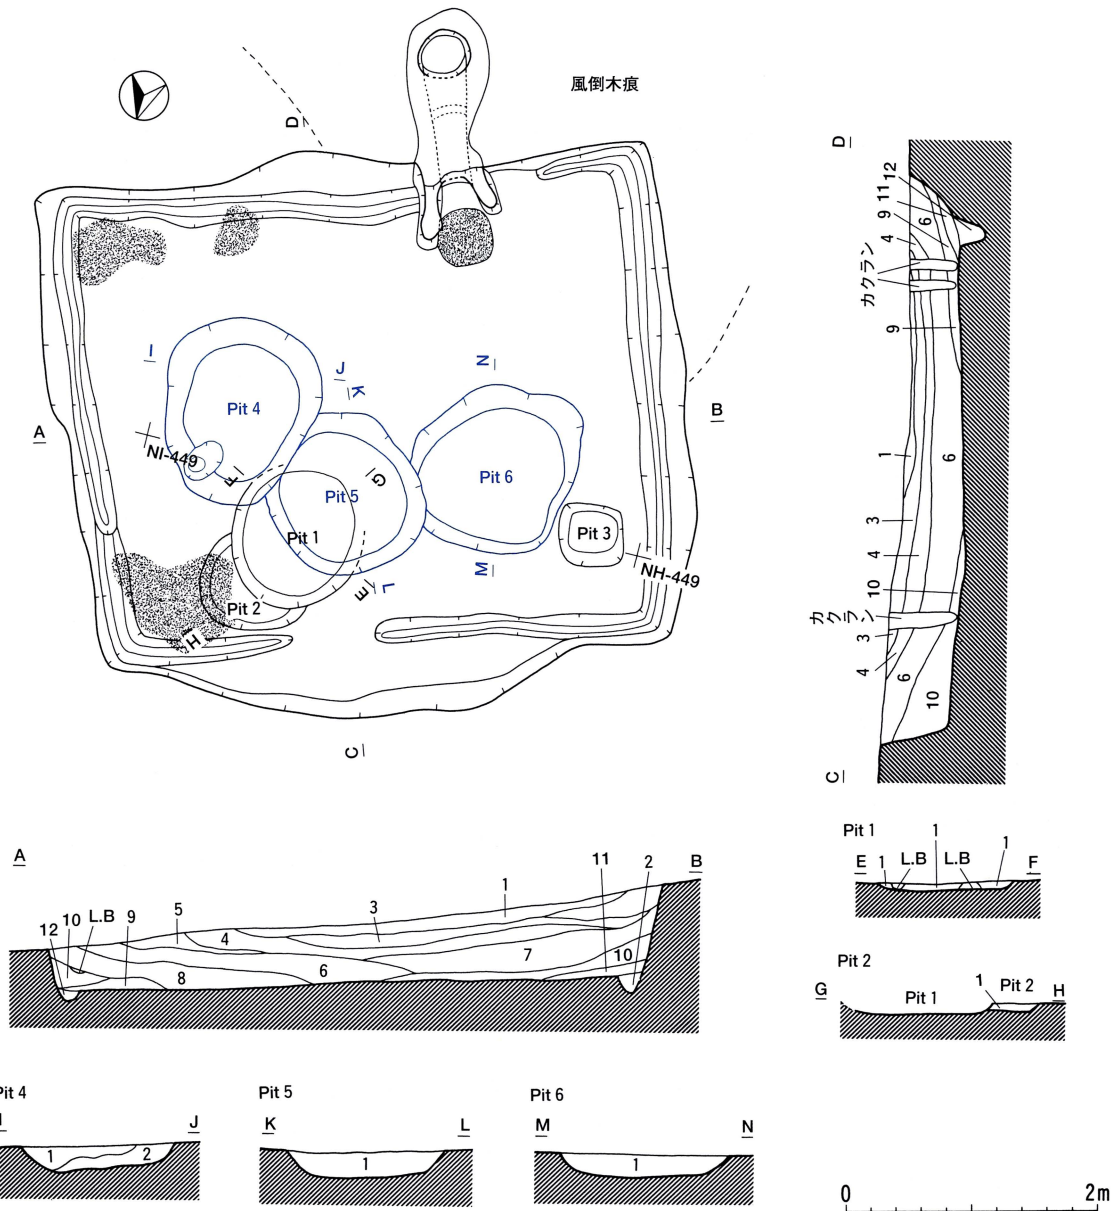 風倒木痕
D
I
J
K
N
A
B
Pit 4
NI-449
F
G
Pit 5
Pit 6
Pit 1
Pit 3
NH-449
E
L
M
Pit 2
H
C
D
12
11
9
6
4
カクラン
9
1
6
3
4
10
カクラン
3
4
6
10
C
A
B
12
10
L.B
9
5
4
3
1
11
2
8
6
7
10
Pit 1
E
1
L.B
1
L.B
1
F
Pit 2
G
Pit 1
1
Pit 2
H
Pit 4
J
1
2
Pit 5
K
L
1
Pit 6
M
N
1
0
2m